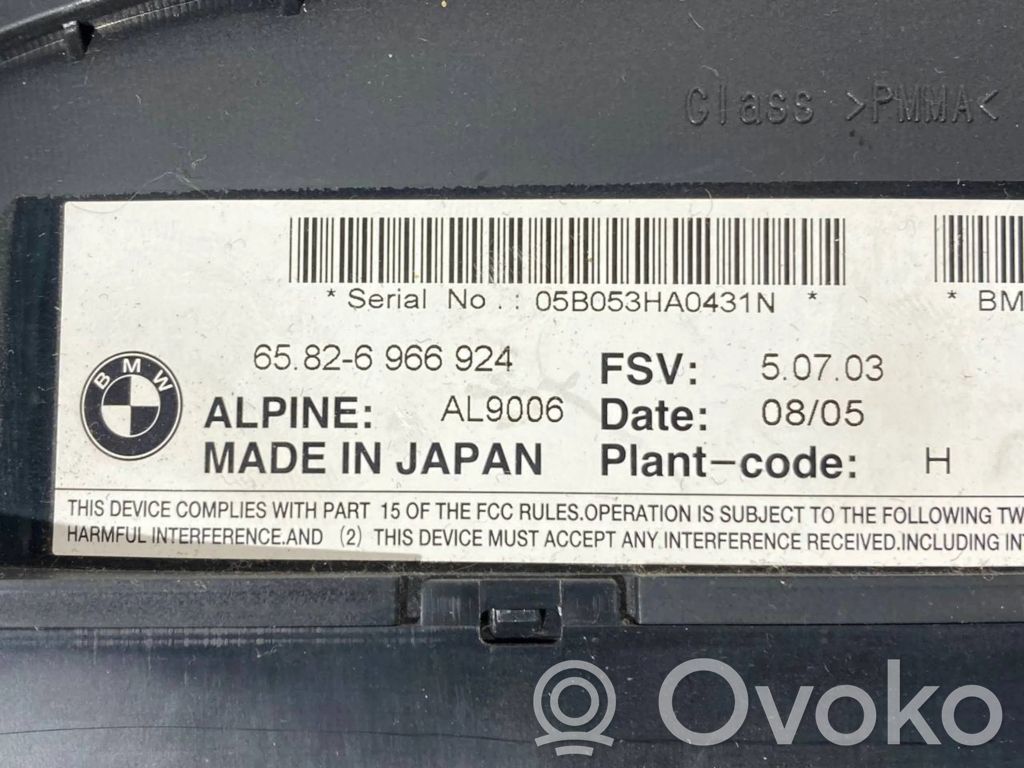 Glass >PMMA<
* Serial No.: 05B053HA0431N *
* BM
BMW
65.82-6 966 924
FSV: 5.07.03
ALPINE: AL9006
Date: 08/05
MADE IN JAPAN
Plant-code: H
THIS DEVICE COMPLIES WITH PART 15 OF THE FCC RULES.OPERATION IS SUBJECT TO THE FOLLOWING TW
HARMFUL INTERFERENCE.AND (2) THIS DEVICE MUST ACCEPT ANY INTERFERENCE RECEIVED.INCLUDING INT
Ovoko